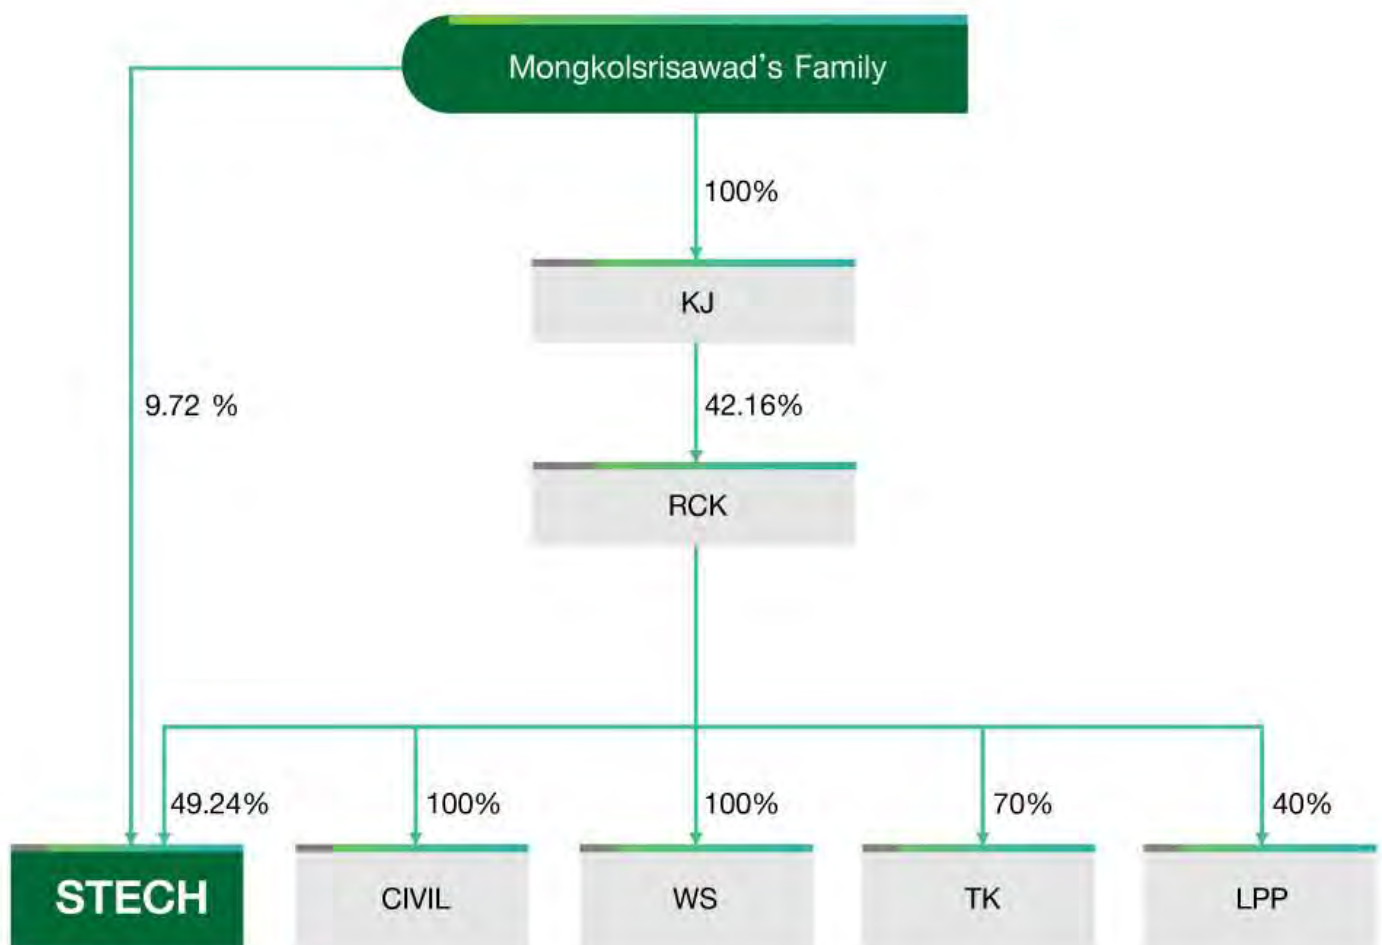 Mongkolsrisawad's Family
100%
KJ
9.72 %
42.16%
RCK
49.24%
100%
100%
70%
40%
STECH
CIVIL
WS
TK
LPP